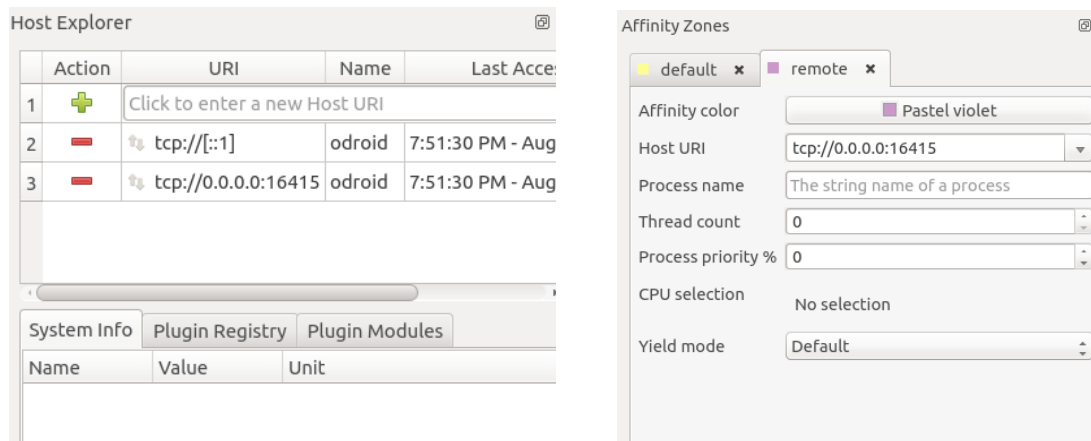 Host Explorer
Action URI Name Last Acce
1 Click to enter a new Host URI
2 tcp://[::1] odroid 7:51:30 PM - Aug
3 tcp://0.0.0.0:16415 odroid 7:51:30 PM - Aug
System Info Plugin Registry Plugin Modules
Name Value Unit
Affinity Zones
default × remote ×
Affinity color Pastel violet
Host URI tcp://0.0.0.0:16415
Process name The string name of a process
Thread count 0
Process priority % 0
CPU selection No selection
Yield mode Default